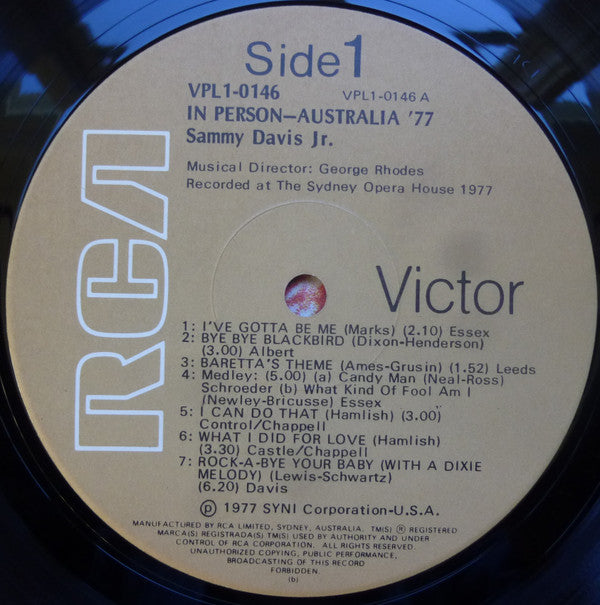 Side 1
VPL1-0146 VPL1-0146 A
IN PERSON—AUSTRALIA '77
Sammy Davis Jr.
Musical Director: George Rhodes
Recorded at The Sydney Opera House 1977
RCA
Victor
1: I'VE GOTTA BE ME (Marks) (2.10) Essex
2: BYE BYE BLACKBIRD (Dixon-Henderson)
(3.00) Albert
3: BARETTA'S THEME (Ames-Grusin) (1.52) Leeds
4: Medley: (5.00) (a) Candy Man (Neal-Ross)
Schroeder (b) What Kind Of Fool Am I
(Newley-Bricusse) Essex
5: I CAN DO THAT (Hamlish) (3.00)
Control/Chappell
6: WHAT I DID FOR LOVE (Hamlish)
(3.30) Castle/Chappell
7: ROCK-A-BYE YOUR BABY (WITH A DIXIE
MELODY) (Lewis-Schwartz)
(6.20) Davis
℗ 1977 SYNI Corporation-U.S.A.
MANUFACTURED BY RCA LIMITED, SYDNEY, AUSTRALIA. TM(S) ® REGISTERED
MARCA(S) REGISTRADA(S) TM(S) USED BY AUTHORITY AND UNDER
CONTROL OF RCA CORPORATION. ALL RIGHTS RESERVED.
UNAUTHORIZED COPYING, PUBLIC PERFORMANCE,
BROADCASTING OF THIS RECORD
FORBIDDEN.
(b)